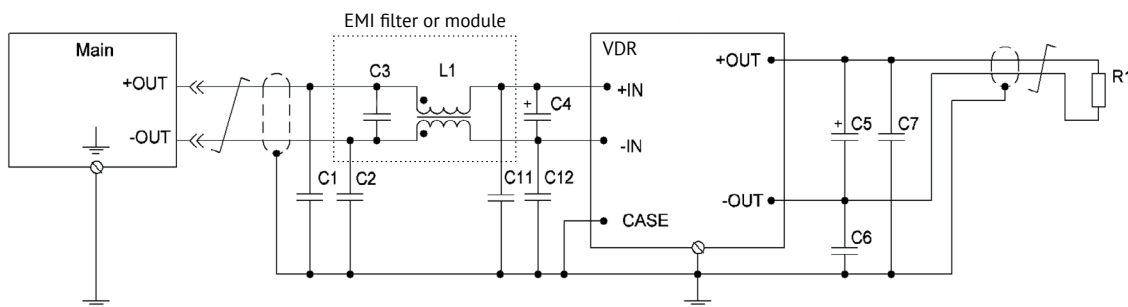 EMI filter or module
Main
+OUT
-OUT
C3
L1
C4
C1
C2
C11
C12
VDR
+IN
-IN
CASE
+OUT
-OUT
+
+
C5
C7
C6
R1